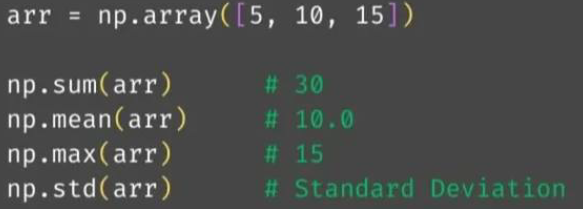 arr = np.array([5, 10, 15])
np.sum(arr) # 30
np.mean(arr) # 10.0
np.max(arr) # 15
np.std(arr) # Standard Deviation